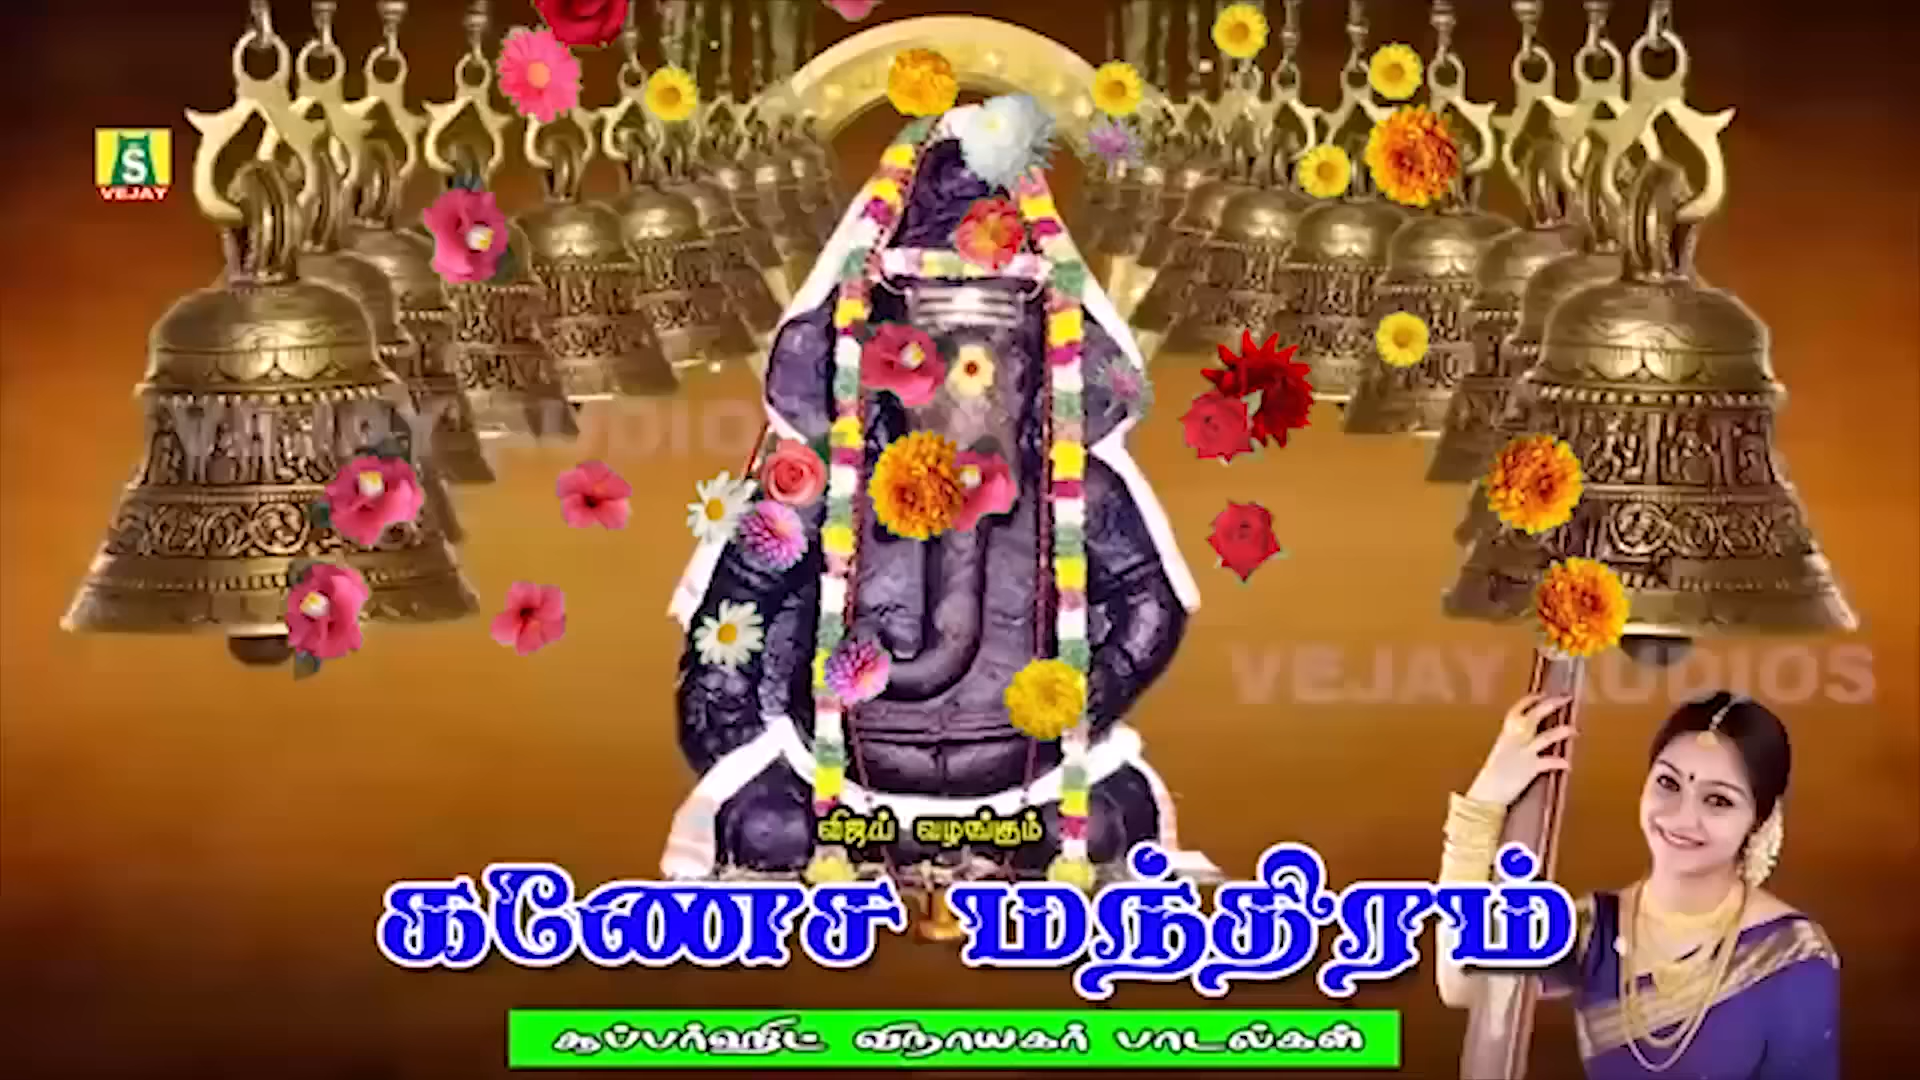 S
VEJAY
VEJAY AUDIOS
VEJAY AUDIOS
விஜய் வழங்கும்
கணேச மந்திரம்
சூப்பர்ஹிட் விநாயகர் பாடல்கள்